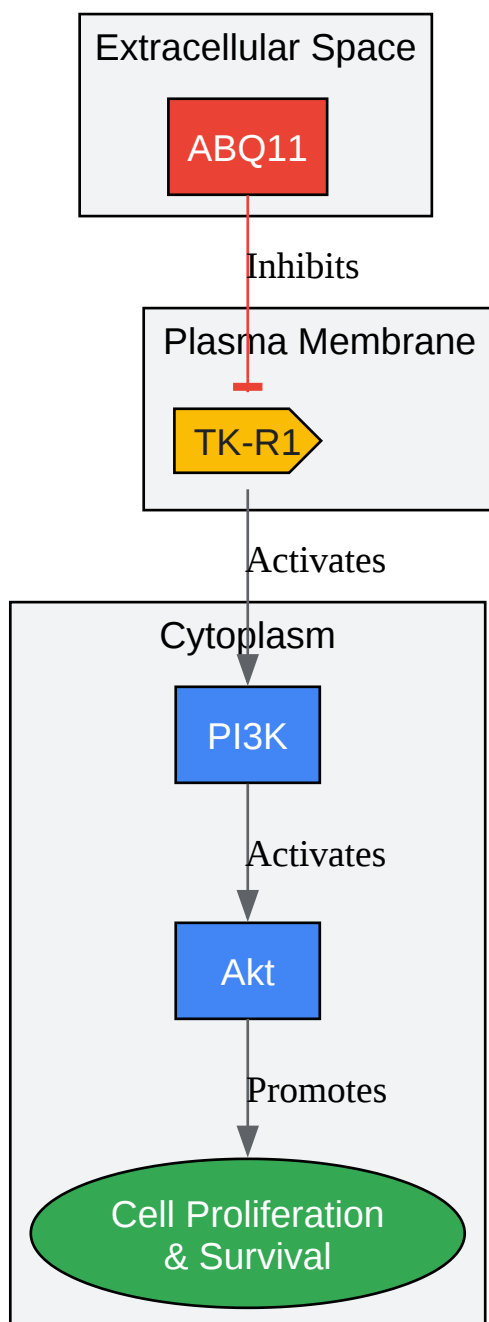 Extracellular Space
ABQ11
Inhibits
Plasma Membrane
TK-R1
Activates
Cytoplasm
PI3K
Activates
Akt
Promotes
Cell Proliferation
& Survival